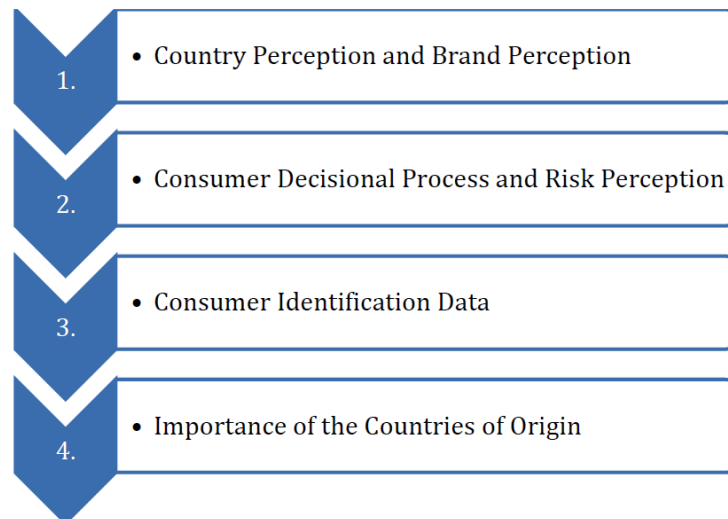 1.
• Country Perception and Brand Perception
2.
• Consumer Decisional Process and Risk Perception
3.
• Consumer Identification Data
4.
• Importance of the Countries of Origin